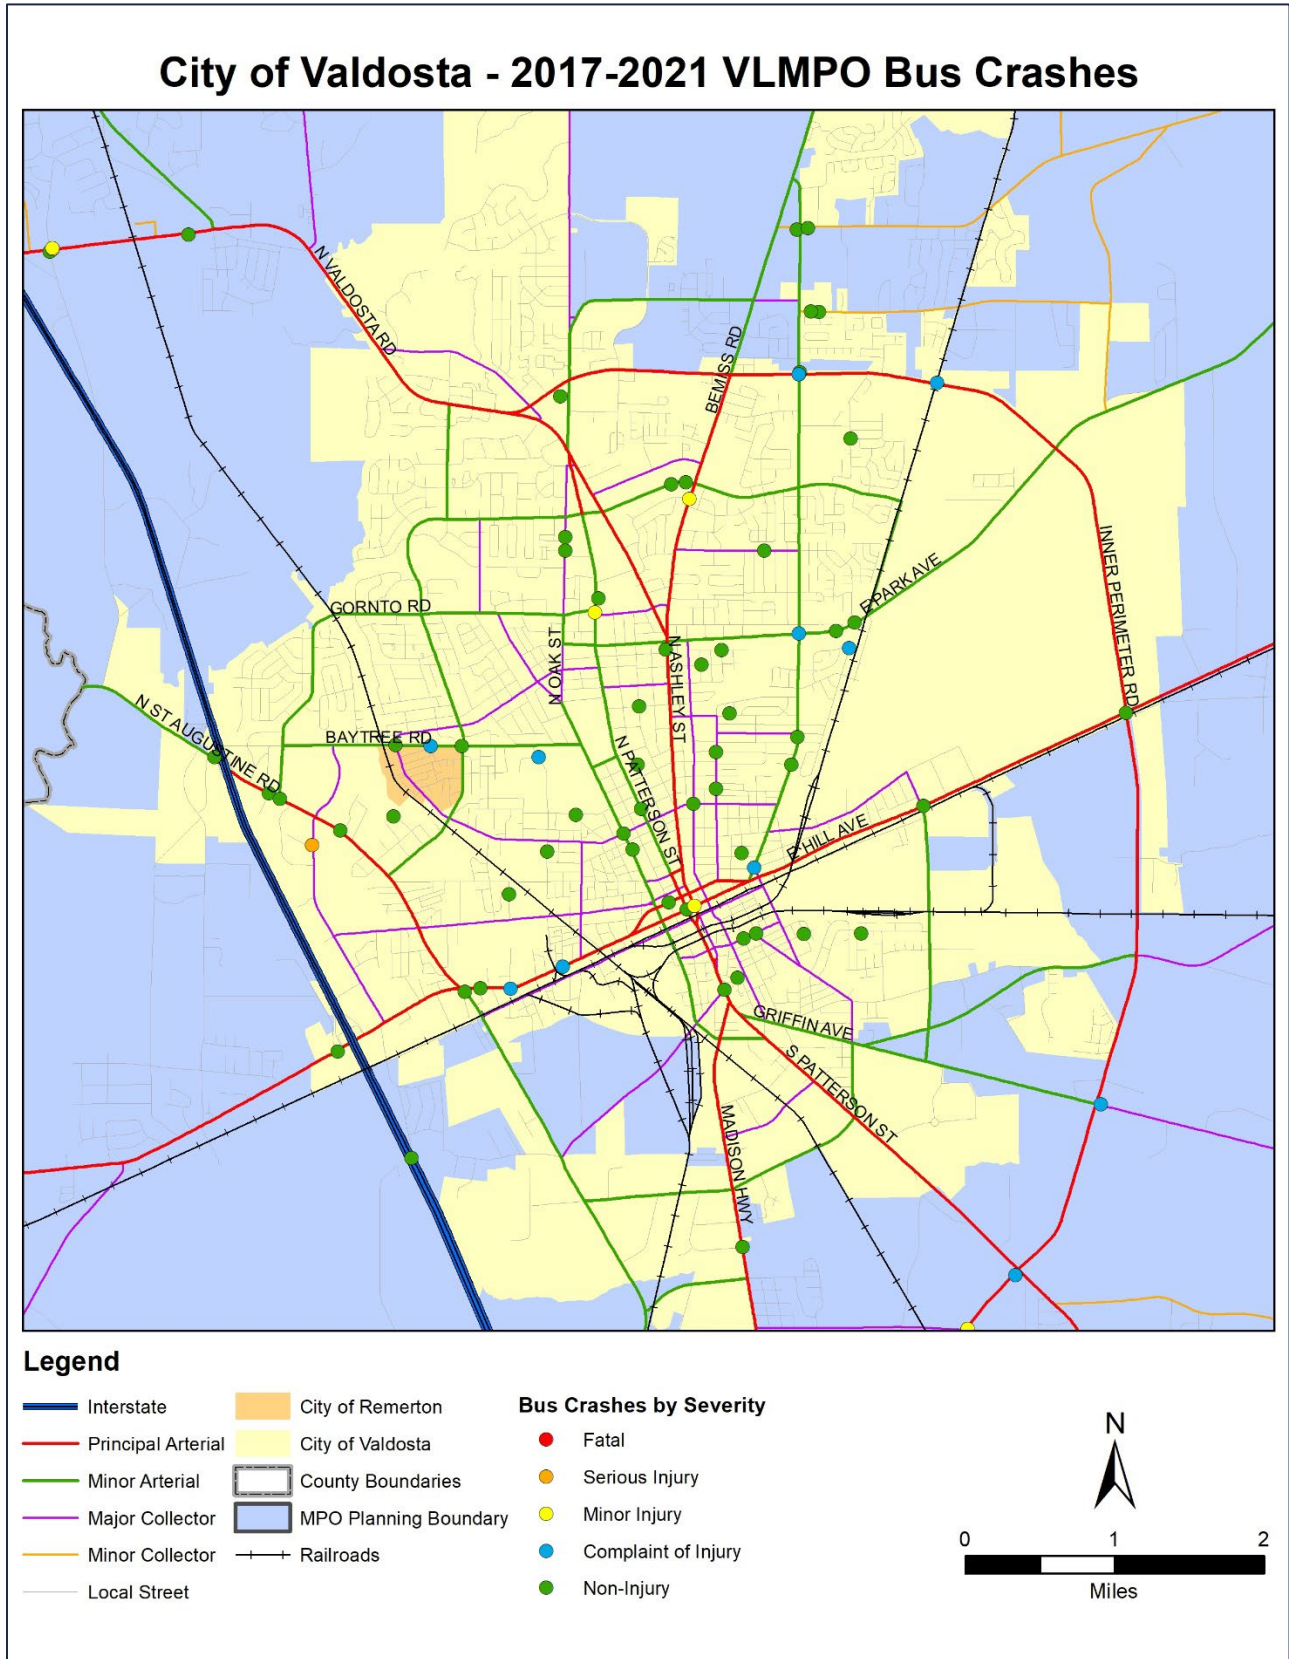 City of Valdosta - 2017-2021 VLMPO Bus Crashes
N VALDOSTA RD
BEMISS RD
INNER PERIMETER RD
E PARK AVE
GORNTO RD
N OAK ST
N ASHLEY ST
N ST AUGUSTINE RD
BAYTREE RD
N PATTERSON ST
E HILL AVE
GRIFFIN AVE
S PATTERSON ST
MADISON HWY
Legend
Interstate
Principal Arterial
Minor Arterial
Major Collector
Minor Collector
Local Street
City of Remerton
City of Valdosta
County Boundaries
MPO Planning Boundary
Railroads
Bus Crashes by Severity
Fatal
Serious Injury
Minor Injury
Complaint of Injury
Non-Injury
N
0 1 2
Miles